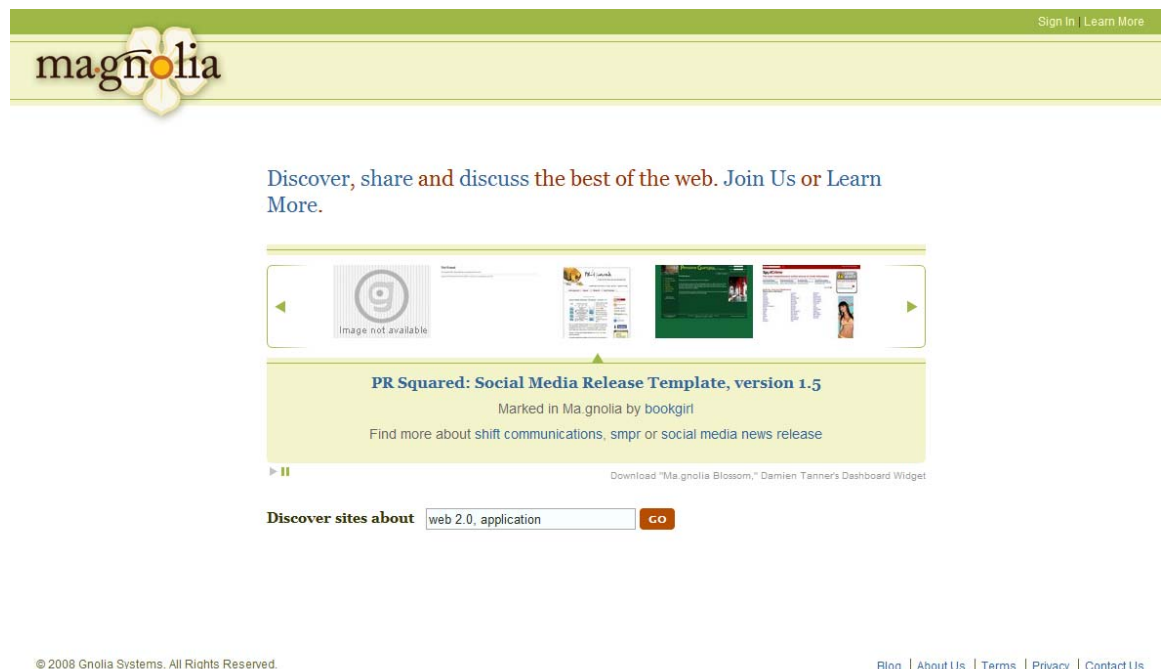 Sign In | Learn More
ma.gnolia
Discover, share and discuss the best of the web. Join Us or Learn
More.
Image not available
PR Squared: Social Media Release Template, version 1.5
Marked in Ma.gnolia by bookgirl
Find more about shift communications, smpr or social media news release
Download "Ma.gnolia Blossom," Damien Tanner's Dashboard Widget
Discover sites about web 2.0, application GO
© 2008 Gnolia Systems. All Rights Reserved.
Blog | About Us | Terms | Privacy | Contact Us